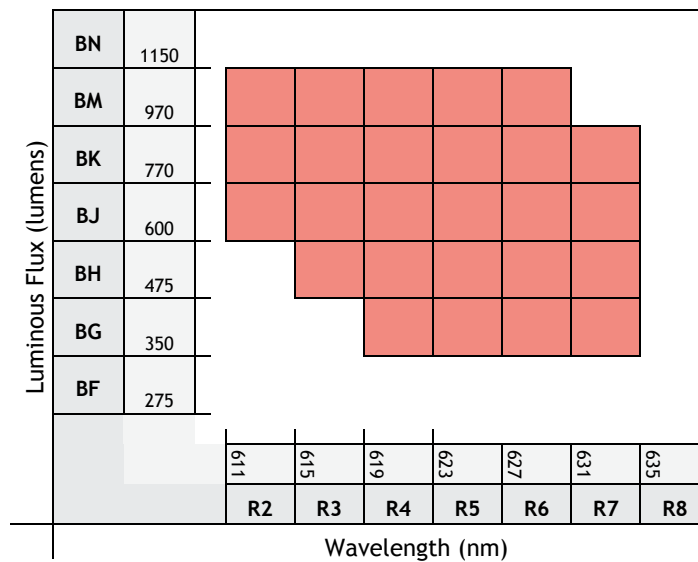 Luminous Flux (lumens)
BN 1150
BM 970
BK 770
BJ 600
BH 475
BG 350
BF 275
611 615 619 623 627 631 635
R2 R3 R4 R5 R6 R7 R8
Wavelength (nm)